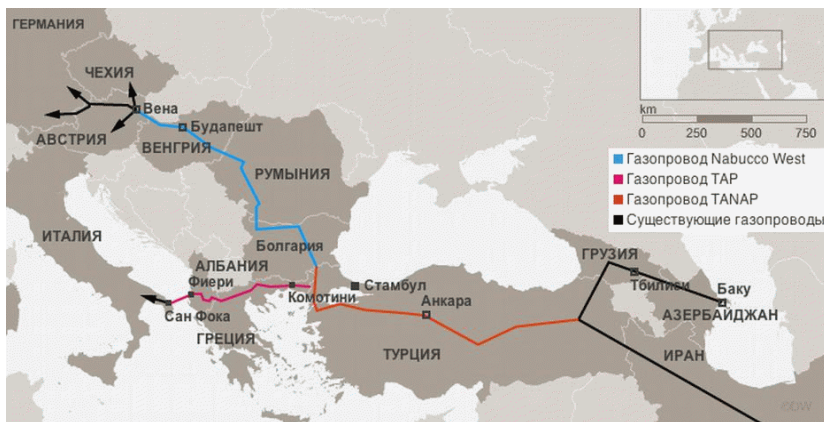 ГЕРМАНИЯ
ЧЕХИЯ
Вена
Будапешт
АВСТРИЯ
ВЕНГРИЯ
РУМЫНИЯ
ИТАЛИЯ
Болгария
АЛБАНИЯ
Фиери
Сан Фока
Комотини
Стамбул
ГРЕЦИЯ
Анкара
ТУРЦИЯ
ГРУЗИЯ
Тбилиси
Баку
АЗЕРБАЙДЖАН
ИРАН
km
0 250 500 750
Газопровод Nabucco West
Газопровод TAP
Газопровод TANAP
Существующие газопроводы
©DW